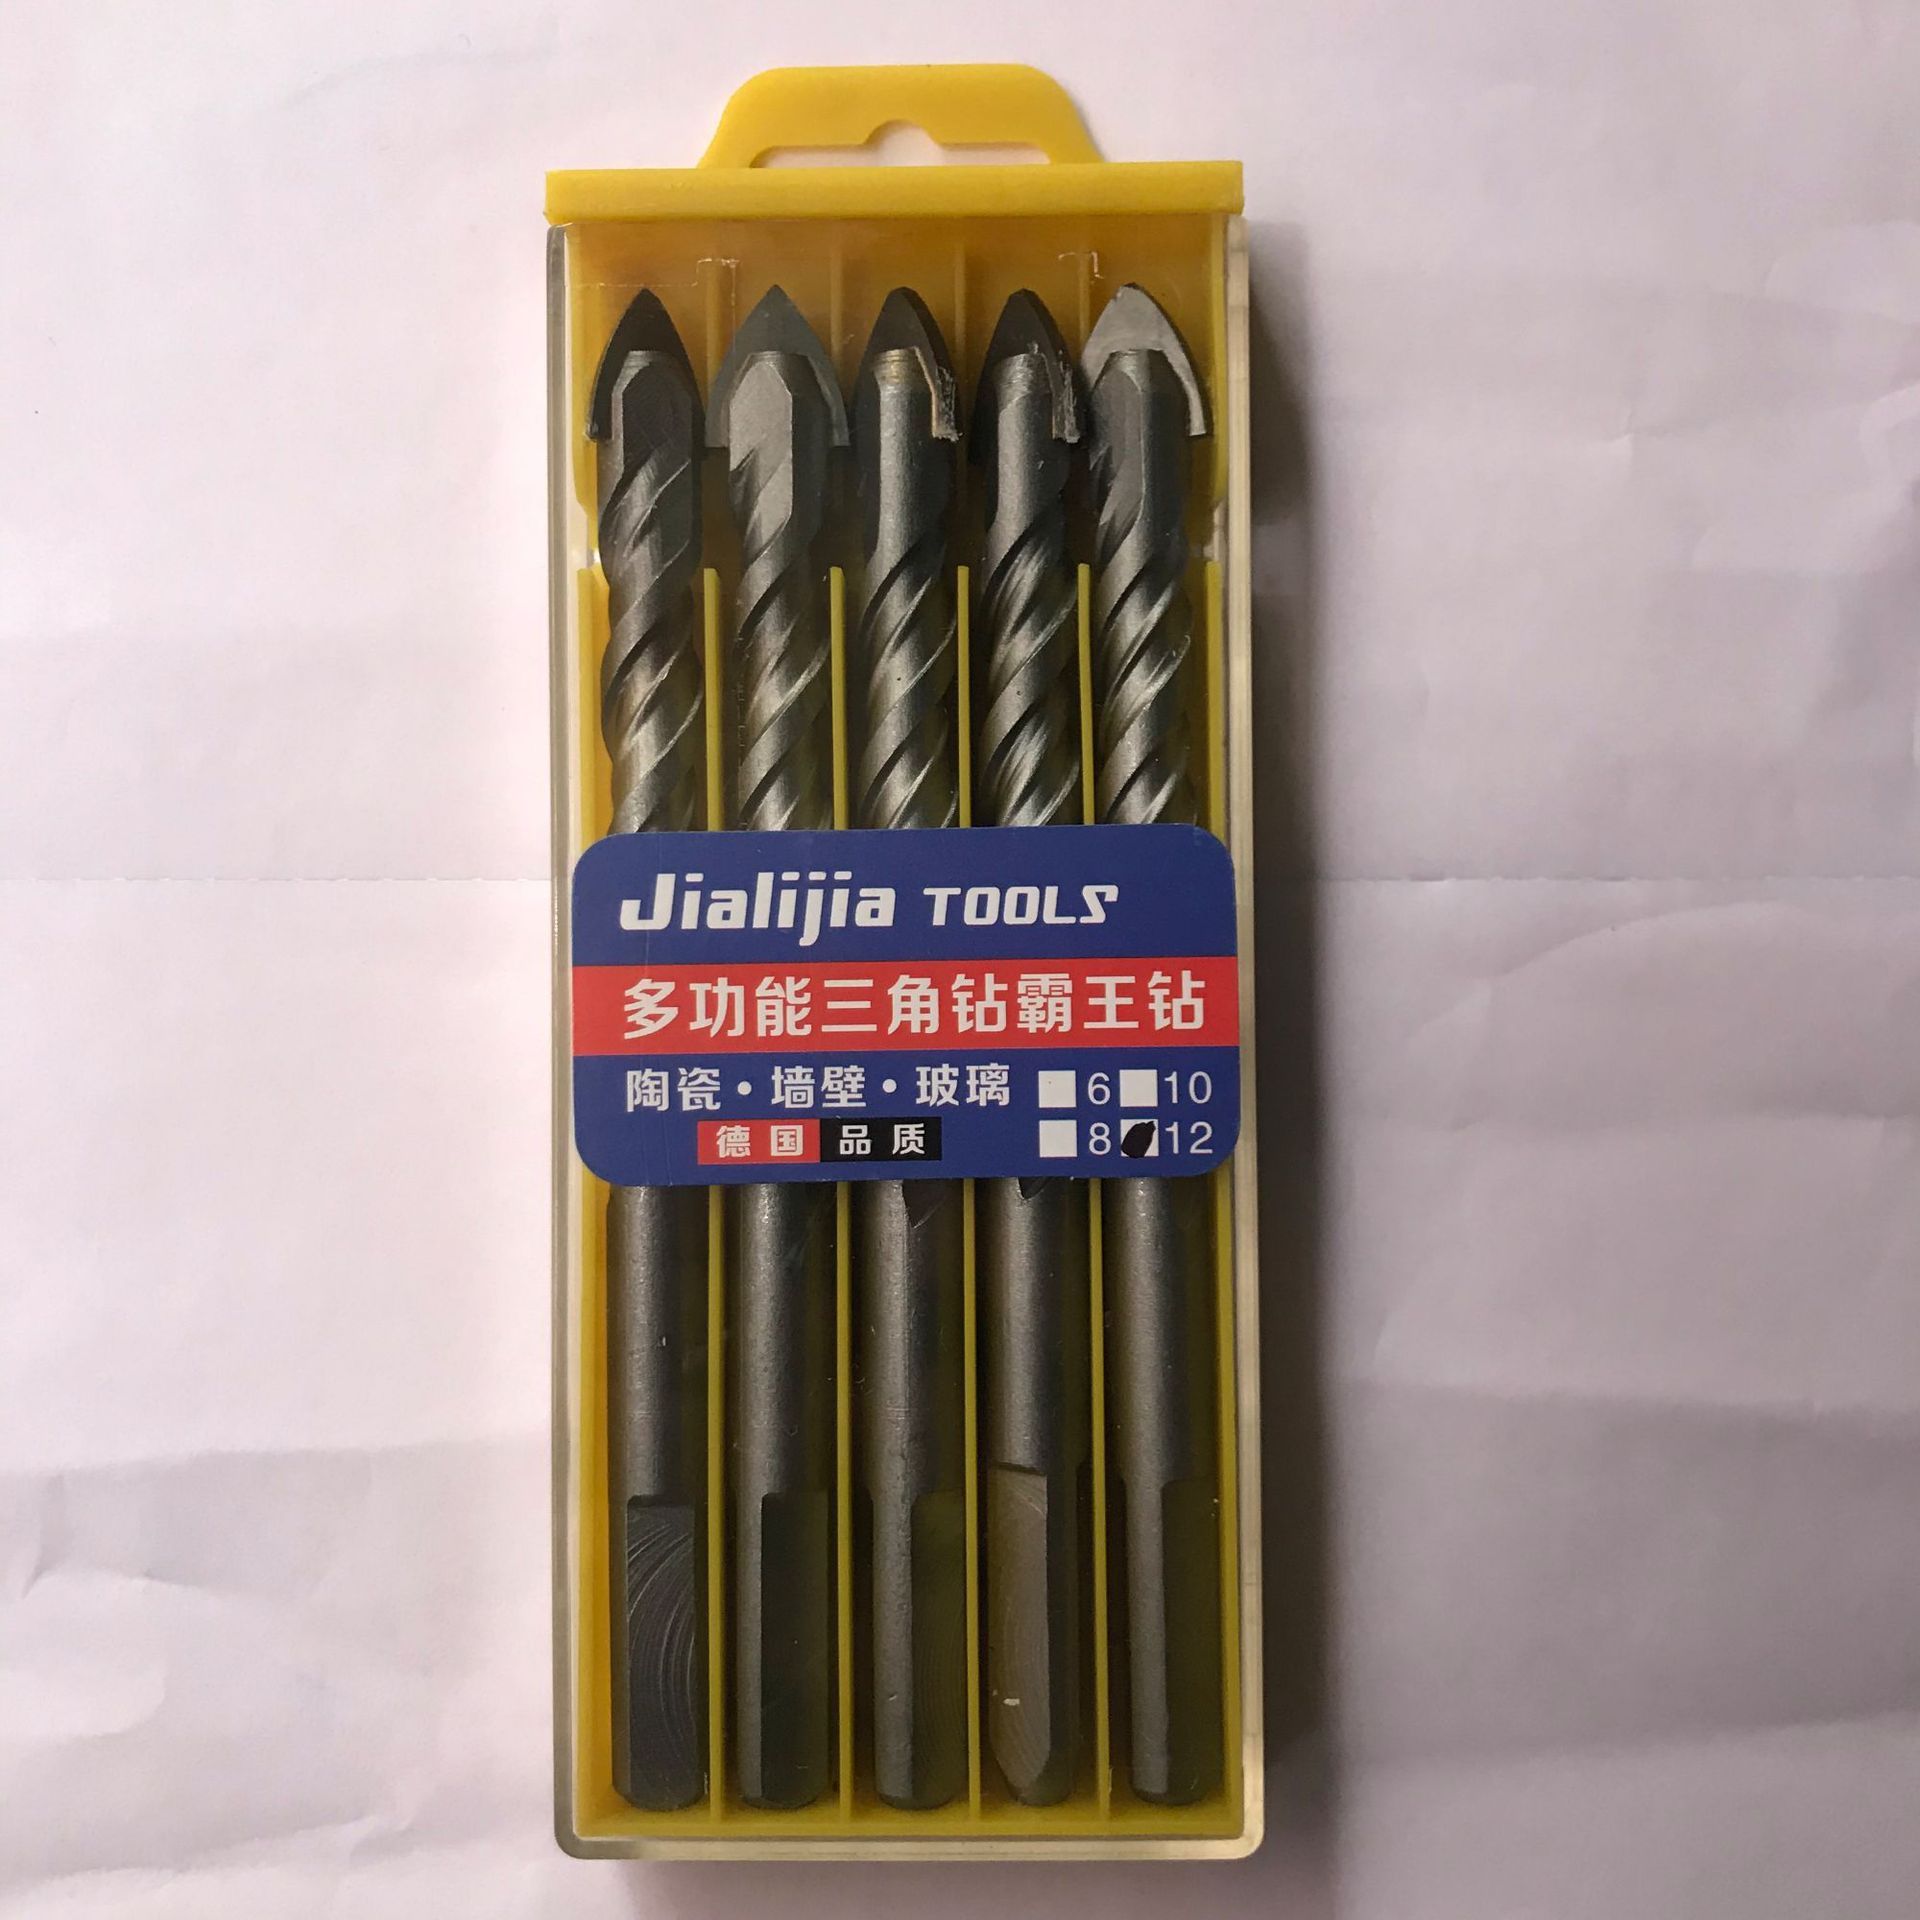 Jialijia TOOLS
多功能三角钻霸王钻
陶瓷·墙壁·玻璃 6 10
德国品质 8 12